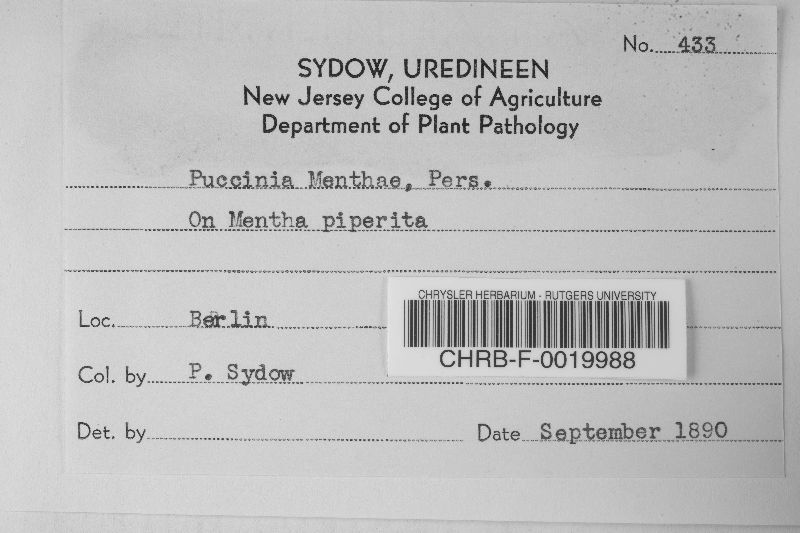 No. 433
SYDOW, UREDINEEN
New Jersey College of Agriculture
Department of Plant Pathology
Puccinia Menthae, Pers.
On Mentha piperita
Loc. Berlin
CHRYSLER HERBARIUM - RUTGERS UNIVERSITY
CHRB-F-0019988
Col. by P. Sydow
Det. by
Date September 1890